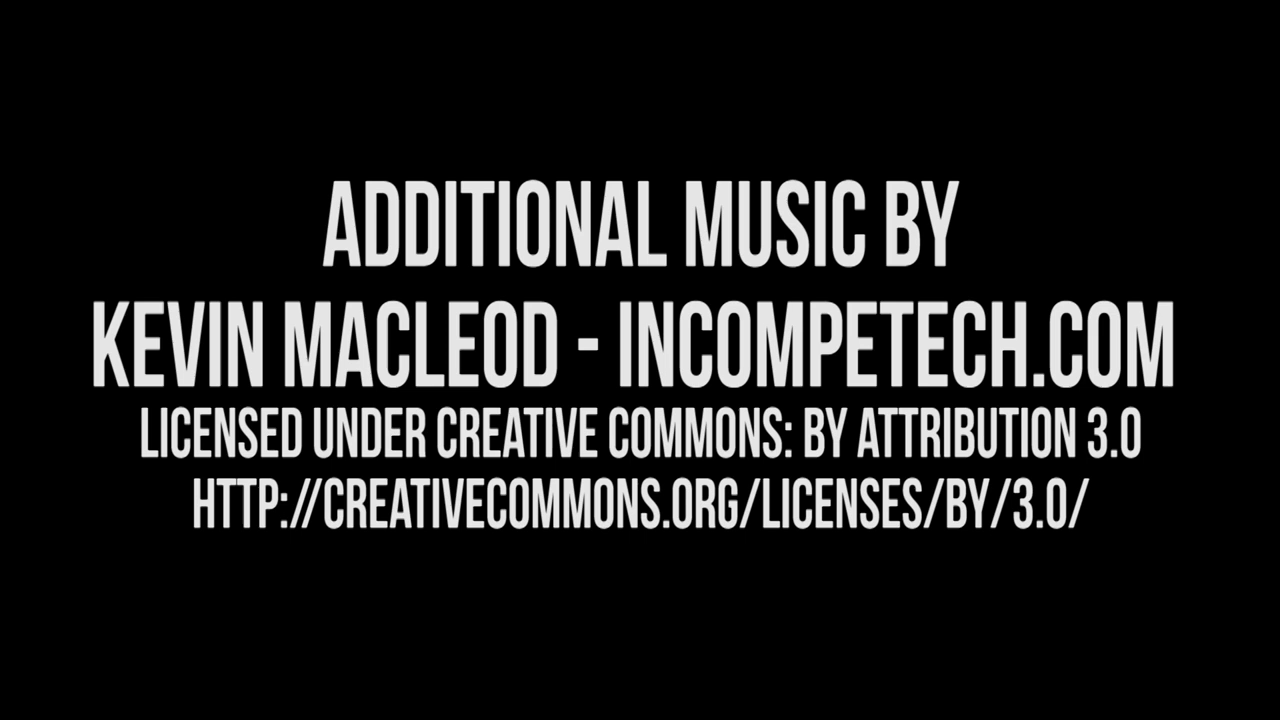 ADDITIONAL MUSIC BY
KEVIN MACLEOD - INCOMPETECH.COM
LICENSED UNDER CREATIVE COMMONS: BY ATTRIBUTION 3.0
HTTP://CREATIVECOMMONS.ORG/LICENSES/BY/3.0/